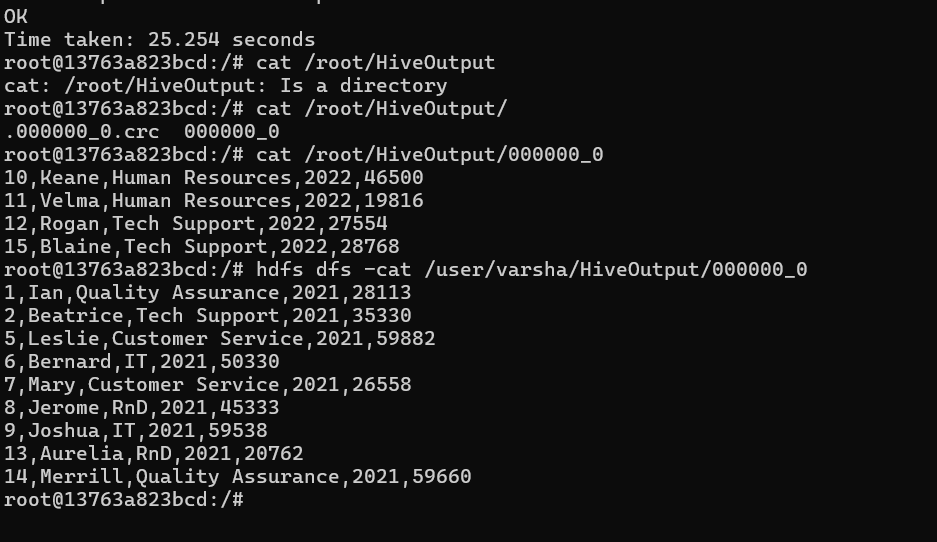 OK
Time taken: 25.254 seconds
root@13763a823bcd:/# cat /root/HiveOutput
cat: /root/HiveOutput: Is a directory
root@13763a823bcd:/# cat /root/HiveOutput/
.000000_0.crc  000000_0
root@13763a823bcd:/# cat /root/HiveOutput/000000_0
10,Keane,Human Resources,2022,46500
11,Velma,Human Resources,2022,19816
12,Rogan,Tech Support,2022,27554
15,Blaine,Tech Support,2022,28768
root@13763a823bcd:/# hdfs dfs -cat /user/varsha/HiveOutput/000000_0
1,Ian,Quality Assurance,2021,28113
2,Beatrice,Tech Support,2021,35330
5,Leslie,Customer Service,2021,59882
6,Bernard,IT,2021,50330
7,Mary,Customer Service,2021,26558
8,Jerome,RnD,2021,45333
9,Joshua,IT,2021,59538
13,Aurelia,RnD,2021,20762
14,Merrill,Quality Assurance,2021,59660
root@13763a823bcd:/#